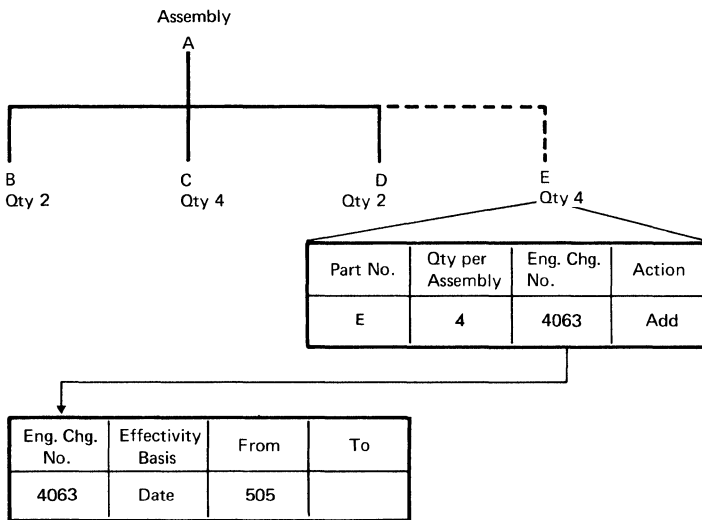 Assembly
A
B
Qty 2
C
Qty 4
D
Qty 2
E
Qty 4
Part No.
Qty per
Assembly
Eng. Chg.
No.
Action
E
4
4063
Add
Eng. Chg.
No.
Effectivity
Basis
From
To
4063
Date
505